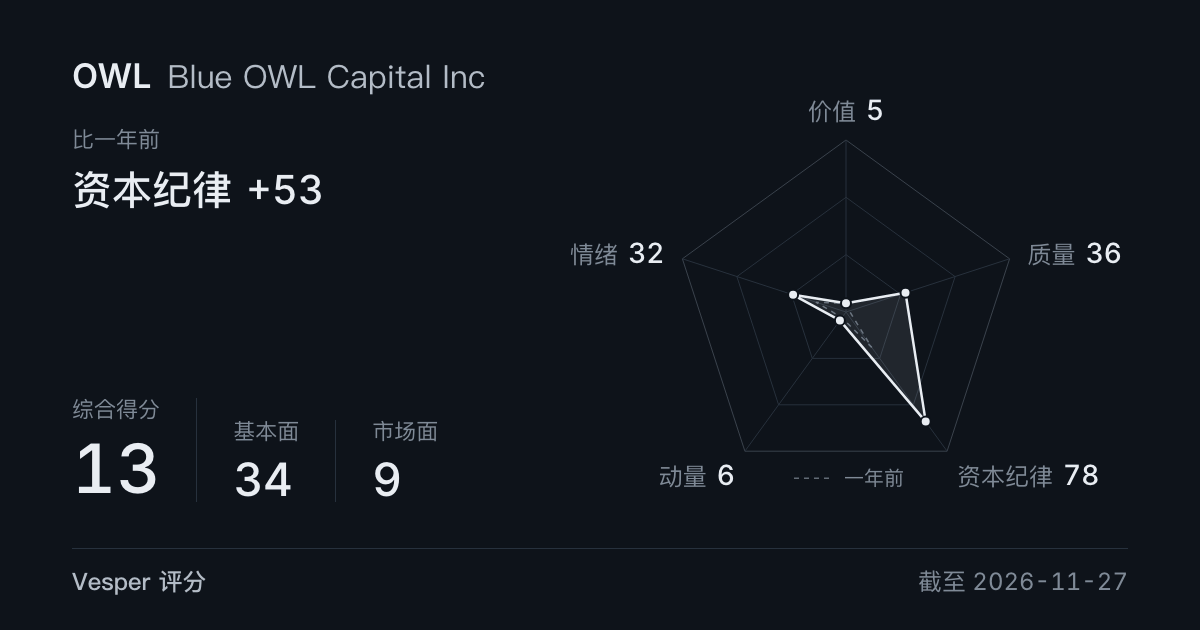 OWL Blue OWL Capital Inc
比一年前
资本纪律 +53
价值 5
情绪 32
质量 36
动量 6
---- 一年前
资本纪律 78
综合得分
13
基本面
34
市场面
9
Vesper 评分
截至 2026-11-27